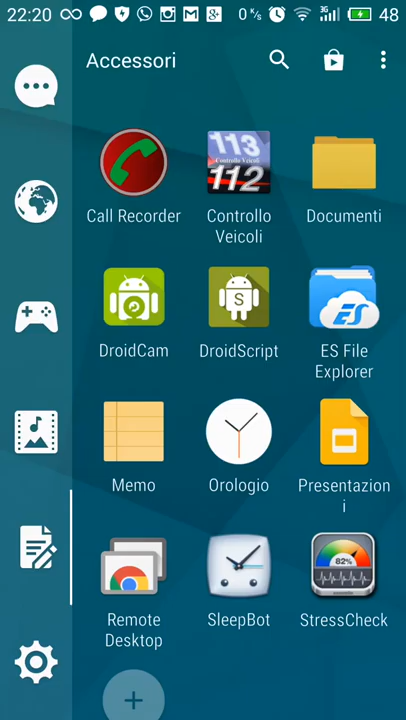 22:20 0 K/s 3G 48
Accessori
113
Controllo Veicoli
112
Call Recorder
Controllo
Veicoli
Documenti
S
ES
DroidCam
DroidScript
ES File
Explorer
Memo
Orologio
Presentazion
i
82%
Remote
Desktop
SleepBot
StressCheck